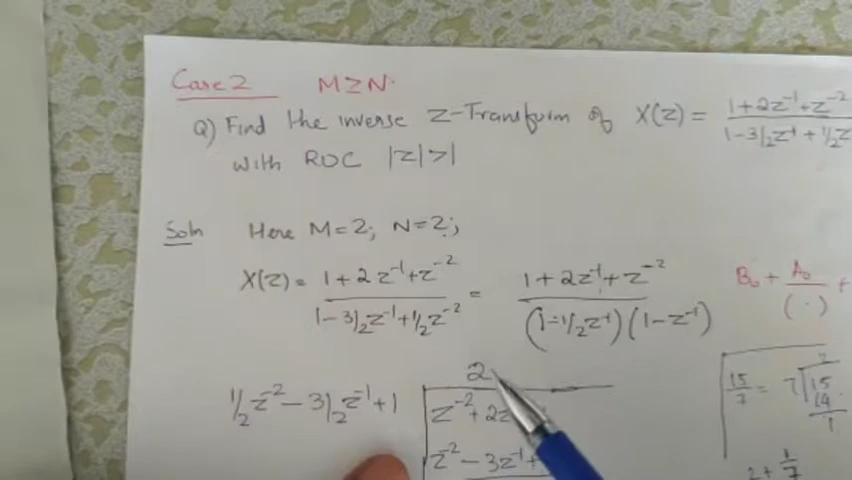 Case 2 M≥N.
Q) Find the inverse Z-Transform of X(z) = 1+2z⁻¹+z⁻² / 1-3/2z⁻¹+1/2z
with ROC |z|>1
Soln Here M=2; N=2;
X(z) = 1+2z⁻¹+z⁻² / 1-3/2z⁻¹+1/2z⁻² = 1+2z⁻¹+z⁻² / (1-1/2z⁻¹)(1-z⁻¹)
B₀ + A₀ / (·) +
2
1/2z⁻²-3/2z⁻¹+1 z⁻²+2z
z⁻²-3z⁻¹+
2
15/7 = 7 15
14
1
2+1/7